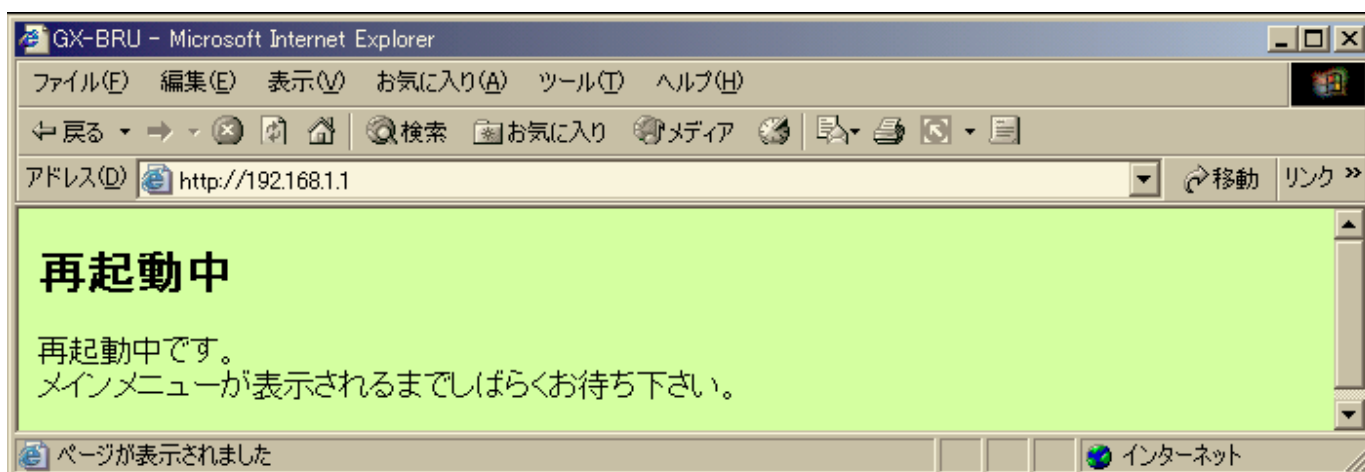 GX-BRU - Microsoft Internet Explorer
ファイル(F) 編集(E) 表示(V) お気に入り(A) ツール(T) ヘルプ(H)
戻る 検索 お気に入り メディア
アドレス(D) http://192.168.1.1 移動 リンク »
再起動中
再起動中です。
メインメニューが表示されるまでしばらくお待ち下さい。
ページが表示されました インターネット